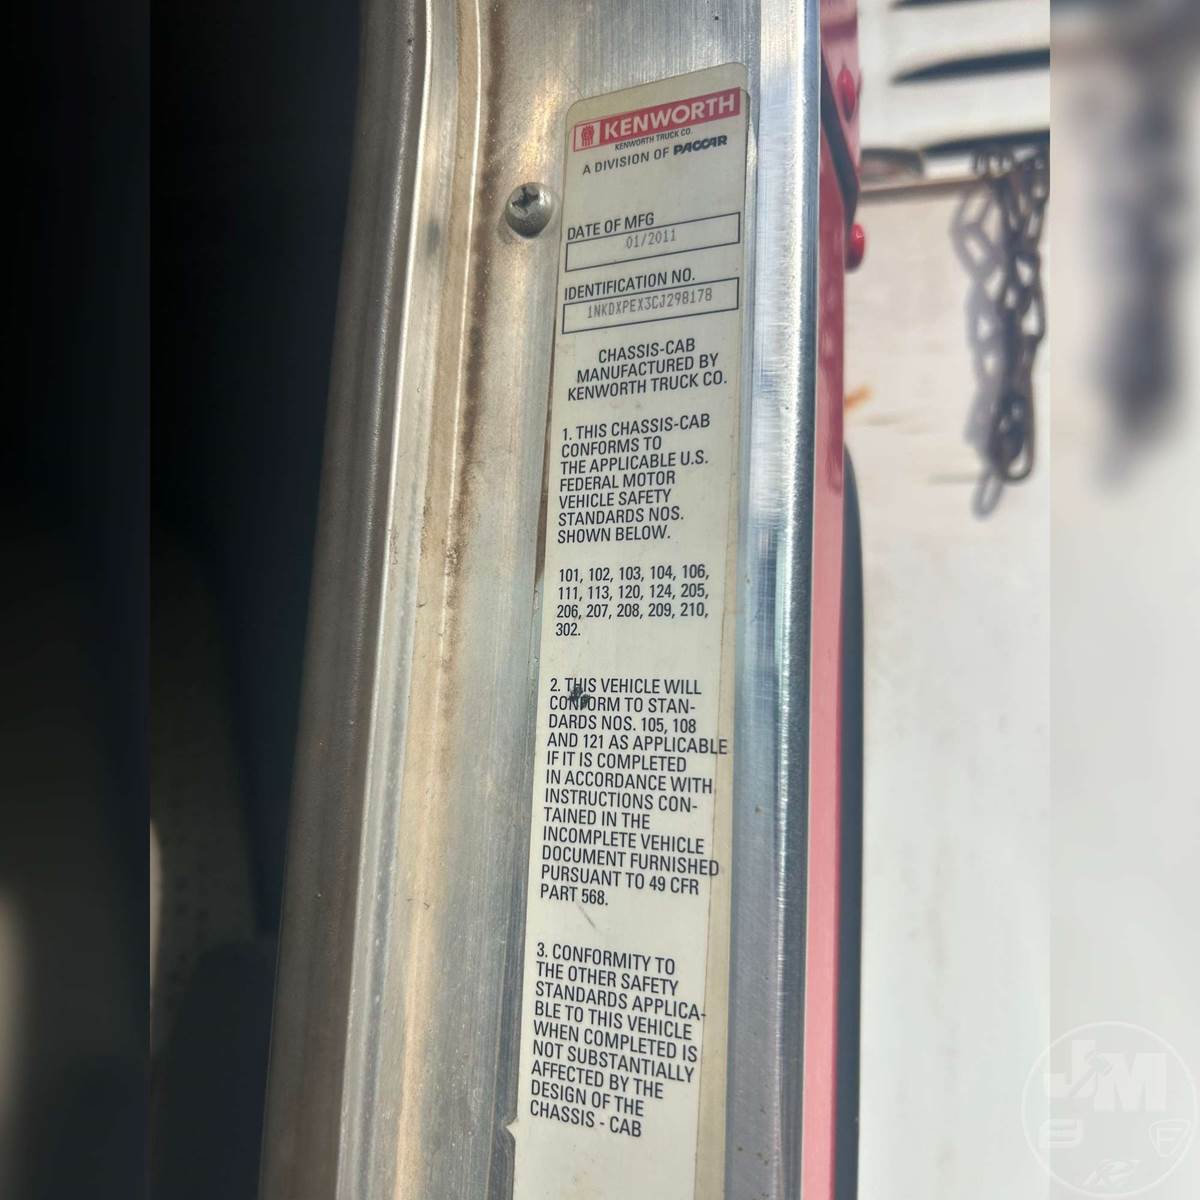 KENWORTH
KENWORTH TRUCK CO.
A DIVISION OF PACCAR
DATE OF MFG
01/2011
IDENTIFICATION NO.
1NKDXPEX3CJ298178
CHASSIS-CAB
MANUFACTURED BY
KENWORTH TRUCK CO.
1. THIS CHASSIS-CAB
CONFORMS TO
THE APPLICABLE U.S.
FEDERAL MOTOR
VEHICLE SAFETY
STANDARDS NOS.
SHOWN BELOW.
101, 102, 103, 104, 106,
111, 113, 120, 124, 205,
206, 207, 208, 209, 210,
302.
2. THIS VEHICLE WILL
CONFORM TO STAN-
DARDS NOS. 105, 108
AND 121 AS APPLICABLE
IF IT IS COMPLETED
IN ACCORDANCE WITH
INSTRUCTIONS CON-
TAINED IN THE
INCOMPLETE VEHICLE
DOCUMENT FURNISHED
PURSUANT TO 49 CFR
PART 568.
3. CONFORMITY TO
THE OTHER SAFETY
STANDARDS APPLICA-
BLE TO THIS VEHICLE
WHEN COMPLETED IS
NOT SUBSTANTIALLY
AFFECTED BY THE
DESIGN OF THE
CHASSIS - CAB
JM